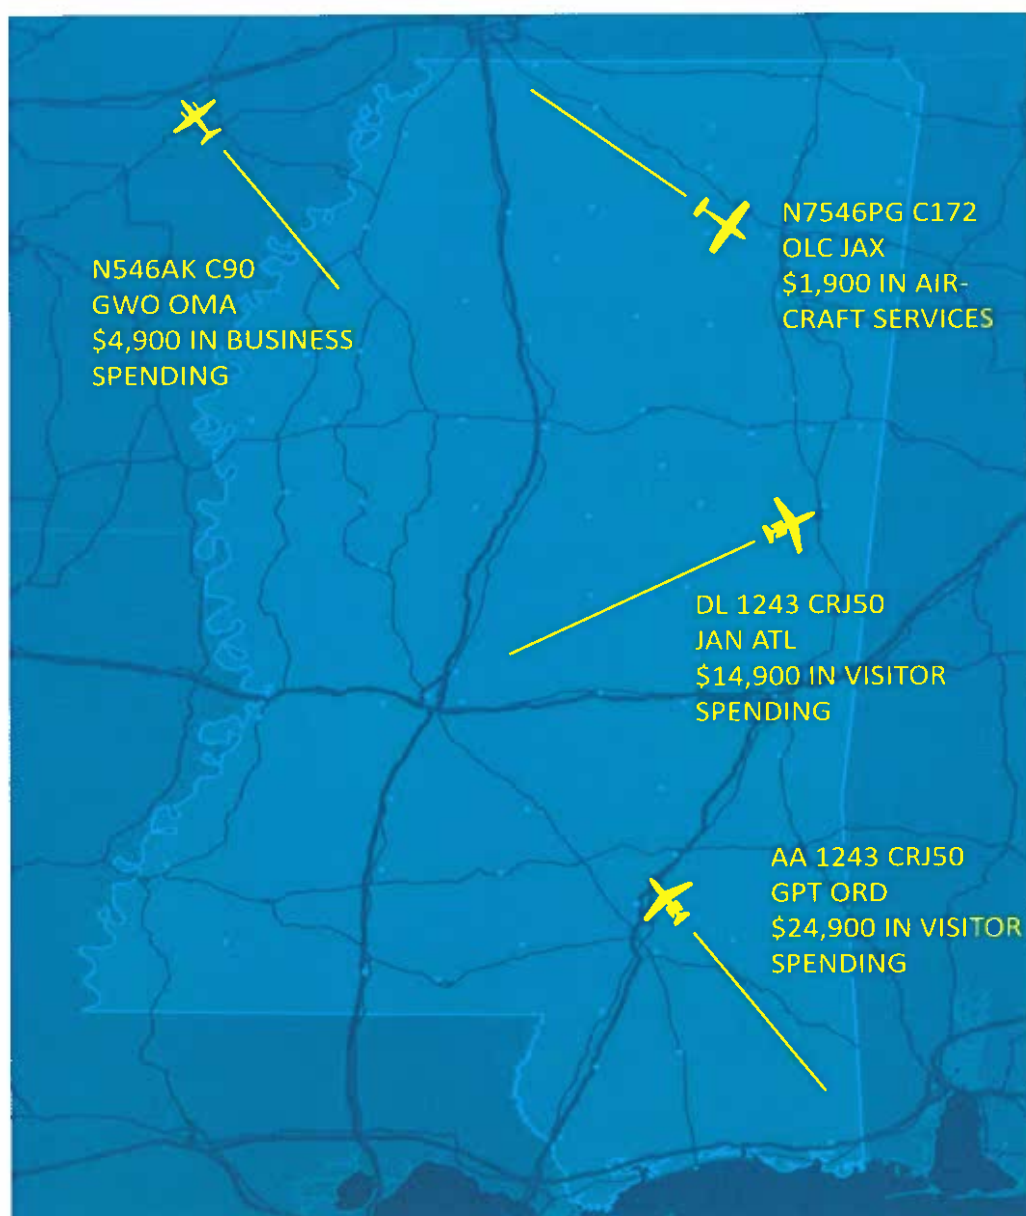 N7546PG C172
OLC JAX
$1,900 IN AIR-
CRAFT SERVICES
N546AK C90
GWO OMA
$4,900 IN BUSINESS
SPENDING
DL 1243 CRJ50
JAN ATL
$14,900 IN VISITOR
SPENDING
AA 1243 CRJ50
GPT ORD
$24,900 IN VISITOR
SPENDING